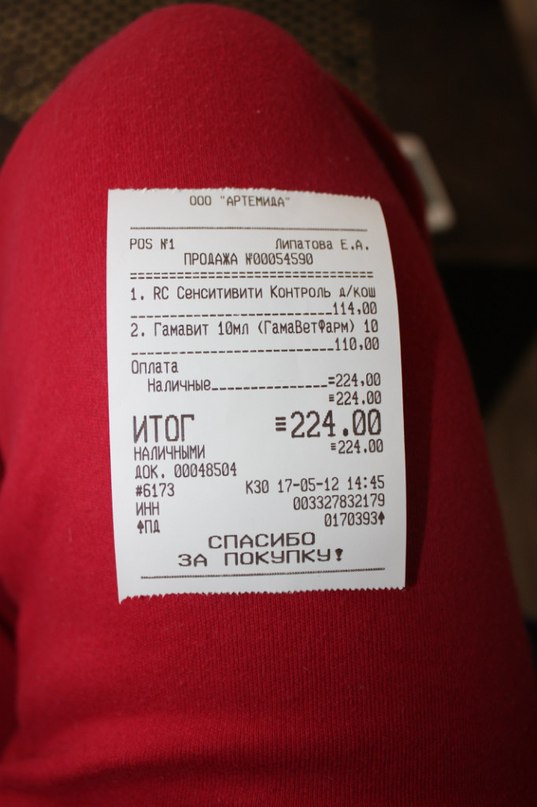 ООО "АРТЕМИДА"
POS №1 Липатова Е.А.
ПРОДАЖА №00054590
1. RC Сенситивити Контроль д/кош
114,00
2. Гамавит 10мл (ГамаВетФарм) 10
110,00
Оплата
Наличные =224,00
≡224.00
ИТОГ ≡224.00
НАЛИЧНЫМИ ≡224.00
ДОК. 00048504
#6173 КЗ0 17-05-12 14:45
ИНН 003327832179
ПД 0170393
СПАСИБО
ЗА ПОКУПКУ!